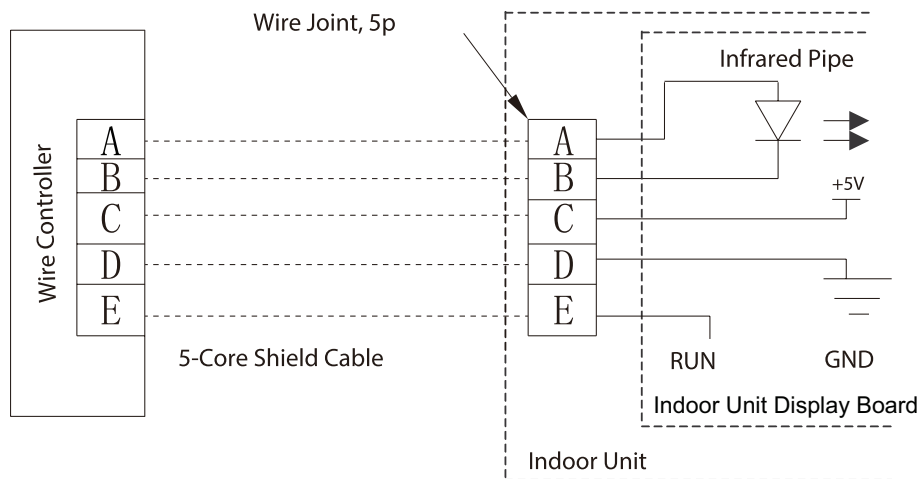 Wire Joint, 5p
Infrared Pipe
Wire Controller
A
B
C
D
E
A
B
C
D
E
+5V
5-Core Shield Cable
RUN
GND
Indoor Unit Display Board
Indoor Unit